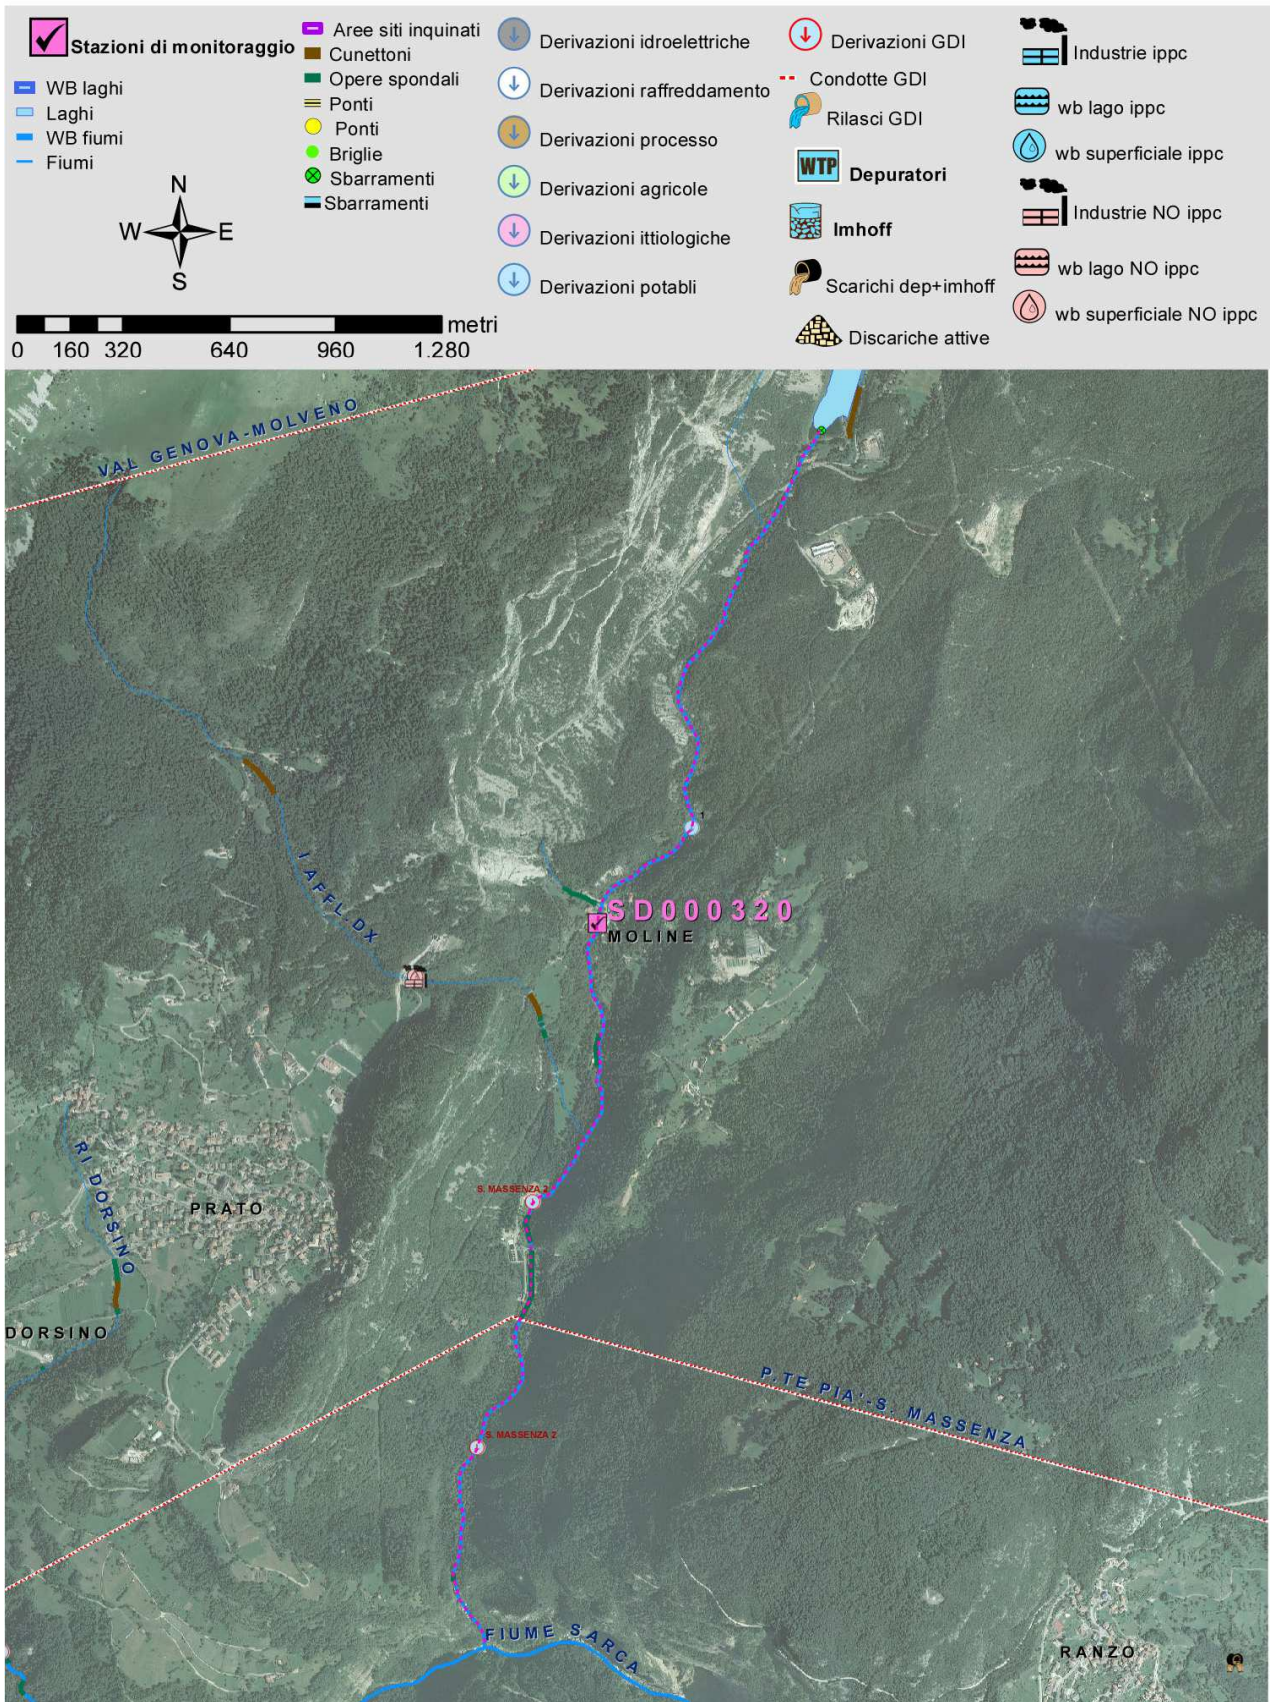 Stazioni di monitoraggio
WB laghi
Laghi
WB fiumi
Fiumi
N
W E
S
metri
0 160 320 640 960 1.280
Aree siti inquinati
Cunettoni
Opere spondali
Ponti
Ponti
Briglie
Sbarramenti
Sbarramenti
Derivazioni idroelettriche
Derivazioni raffreddamento
Derivazioni processo
Derivazioni agricole
Derivazioni ittiologiche
Derivazioni potabli
Derivazioni GDI
Condotte GDI
Rilasci GDI
WTP Depuratori
Imhoff
Scarichi dep+imhoff
Discariche attive
Industrie ippc
wb lago ippc
wb superficiale ippc
Industrie NO ippc
wb lago NO ippc
wb superficiale NO ippc
VAL GENOVA-MOLVENO
1
I AFFL. DX
SD000320
MOLINE
RI DORSINO
PRATO
S. MASSENZA 2
DORSINO
P.TE PIA'-S. MASSENZA
S. MASSENZA 2
FIUME SARCA
RANZO